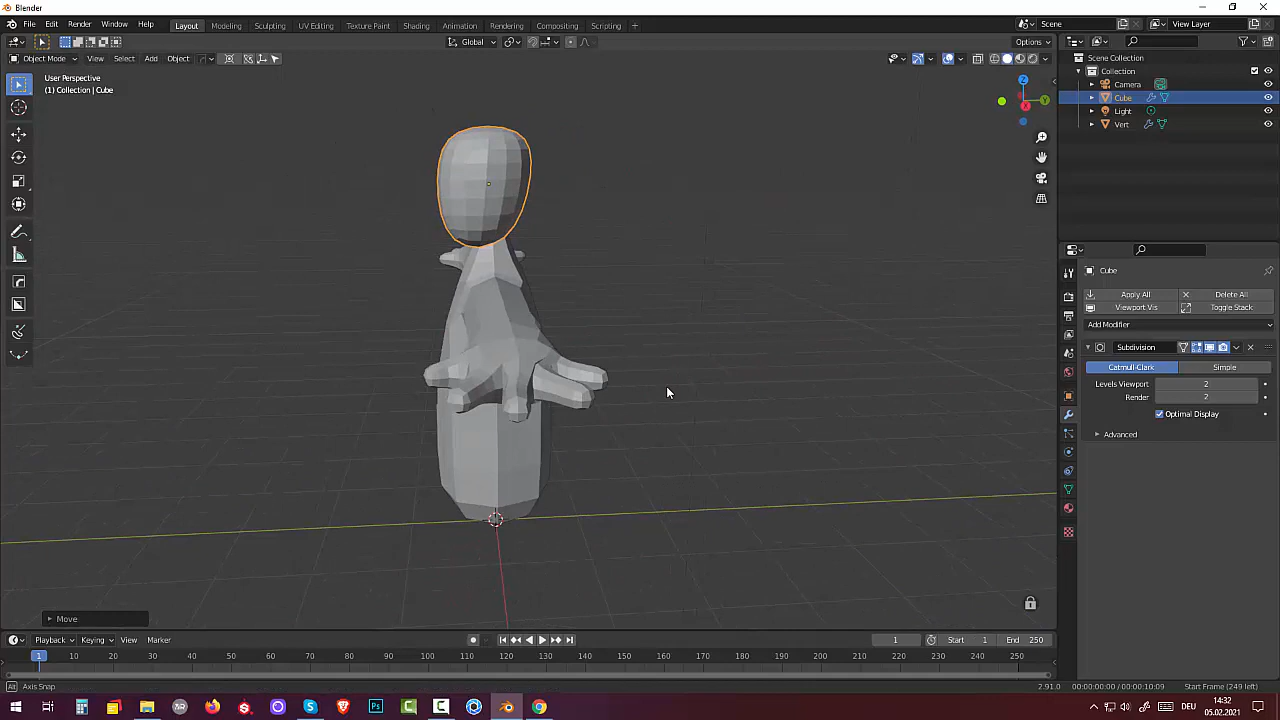 Blender
File Edit Render Window Help Layout Modeling Sculpting UV Editing Texture Paint Shading Animation Rendering Compositing Scripting + Scene View Layer
Global Options
Object Mode View Select Add Object
User Perspective
(1) Collection | Cube
Z
Y
X
Scene Collection
Collection
Camera
Cube
Light
Vert
Cube
Apply All Delete All
Viewport Vis Toggle Stack
Add Modifier
Subdivision
Catmull-Clark Simple
Levels Viewport 2
Render 2
Optimal Display
Advanced
Move
Playback Keying View Marker 1 Start 1 End 250
1 10 20 30 40 50 60 70 80 90 100 110 120 130 140 150 160 170 180 190 200 210 220 230 240 250
Axis Snap 2.91.0 00:00:00:00 / 00:00:10:09 Start Frame (249 left)
14:32
05.02.2021